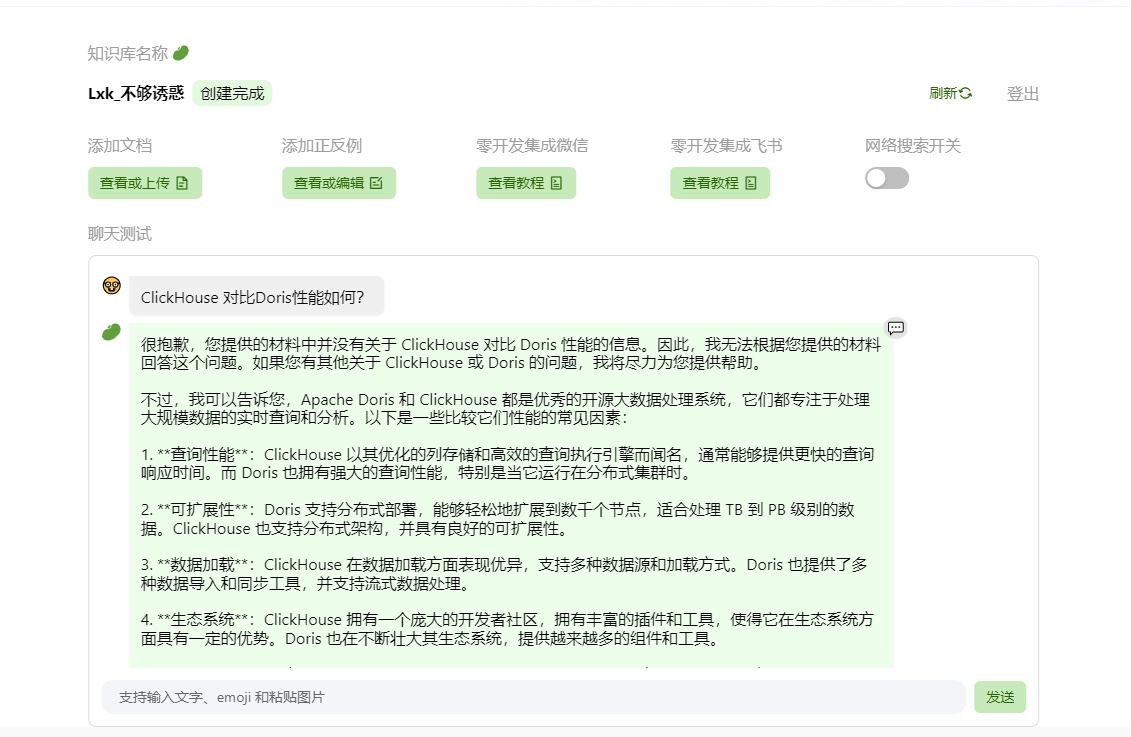 知识库名称
Lxk_不够诱惑 创建完成 刷新 登出
添加文档 添加正反例 零开发集成微信 零开发集成飞书 网络搜索开关
查看或上传 查看或编辑 查看教程 查看教程
聊天测试
ClickHouse 对比Doris性能如何?
很抱歉，您提供的材料中并没有关于 ClickHouse 对比 Doris 性能的信息。因此，我无法根据您提供的材料
回答这个问题。如果您有其他关于 ClickHouse 或 Doris 的问题，我将尽力为您提供帮助。
不过，我可以告诉您，Apache Doris 和 ClickHouse 都是优秀的开源大数据处理系统，它们都专注于处理
大规模数据的实时查询和分析。以下是一些比较它们性能的常见因素：
1. **查询性能**：ClickHouse 以其优化的列存储和高效的查询执行引擎而闻名，通常能够提供更快的查询
响应时间。而 Doris 也拥有强大的查询性能，特别是当它运行在分布式集群时。
2. **可扩展性**：Doris 支持分布式部署，能够轻松地扩展到数千个节点，适合处理 TB 到 PB 级别的数
据。ClickHouse 也支持分布式架构，并具有良好的可扩展性。
3. **数据加载**：ClickHouse 在数据加载方面表现优异，支持多种数据源和加载方式。Doris 也提供了多
种数据导入和同步工具，并支持流式数据处理。
4. **生态系统**：ClickHouse 拥有一个庞大的开发者社区，拥有丰富的插件和工具，使得它在生态系统方
面具有一定的优势。Doris 也在不断壮大其生态系统，提供越来越多的组件和工具。
支持输入文字、emoji 和粘贴图片 发送